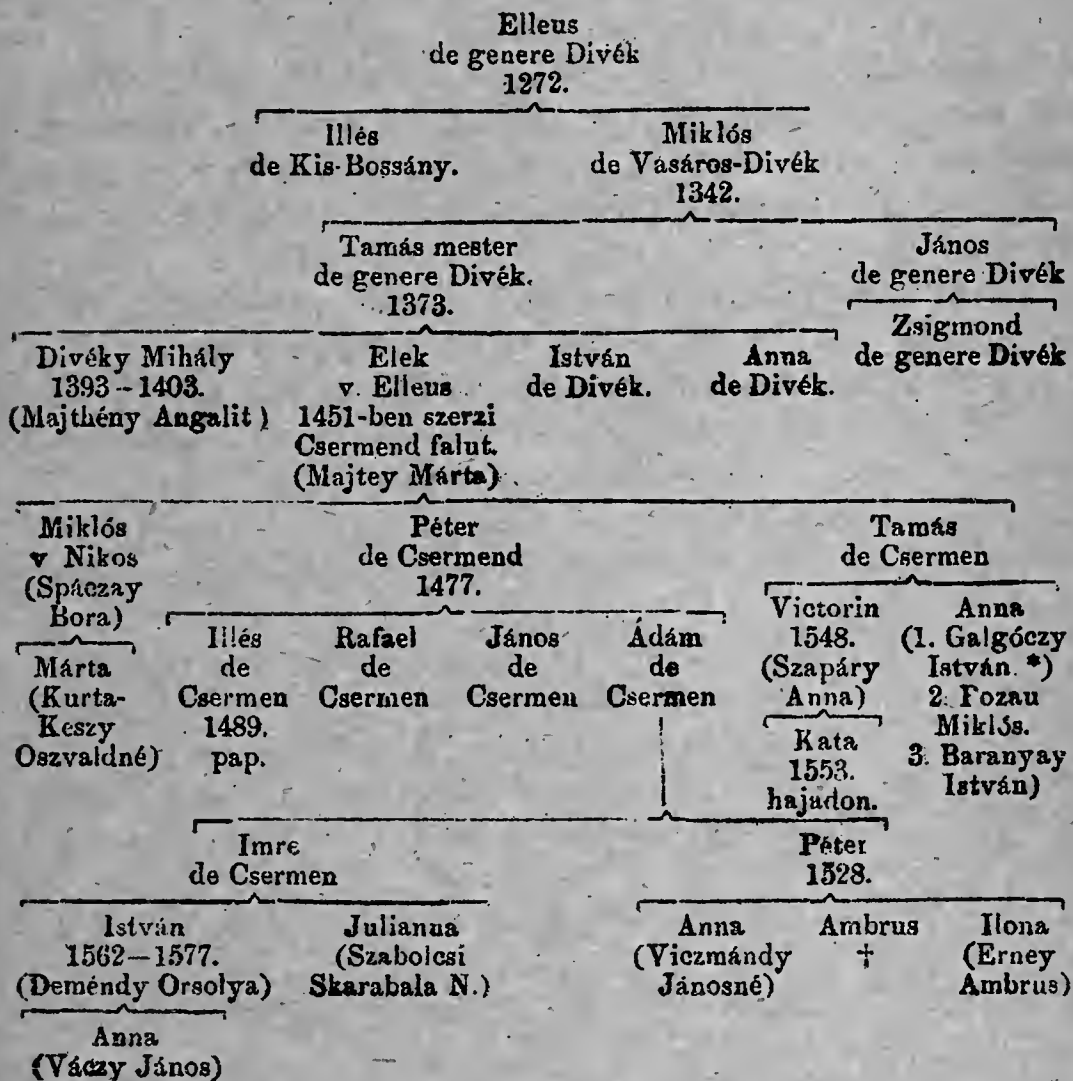 Elleus
de genere Divék
1272.
Illés
de Kis-Bossány.
Miklós
de Vásáros-Divék
1342.
Tamás mester
de genere Divék.
1373.
János
de genere Divék
Zsigmond
de genere Divék
Divéky Mihály
1393–1403.
(Majthény Angalit)
Elek
v. Elleus
1451-ben szerzi
Csermend falut.
(Majtey Márta)
István
de Divék.
Anna
de Divék.
Miklós
v Nikos
(Spáczay
Bora)
Péter
de Csermend
1477.
Tamás
de Csermen
Márta
(Kurta-
Keszy
Oszvaldné)
Illés
de
Csermen
1489.
pap.
Rafael
de
Csermen
János
de
Csermen
Ádám
de
Csermen
Victorin
1548.
(Szapáry
Anna)
Kata
1553.
hajadon.
Anna
(1. Galgóczy
István. *)
2. Fozau
Miklós.
3. Baranyay
István)
Imre
de Csermen
Péter
1528.
István
1562–1577.
(Deméndy Orsolya)
Julianna
(Szabolcsi
Skarabala N.)
Anna
(Viczmándy
Jánosné)
Ambrus
†
Ilona
(Erney
Ambrus)
Anna
(Váczy János)